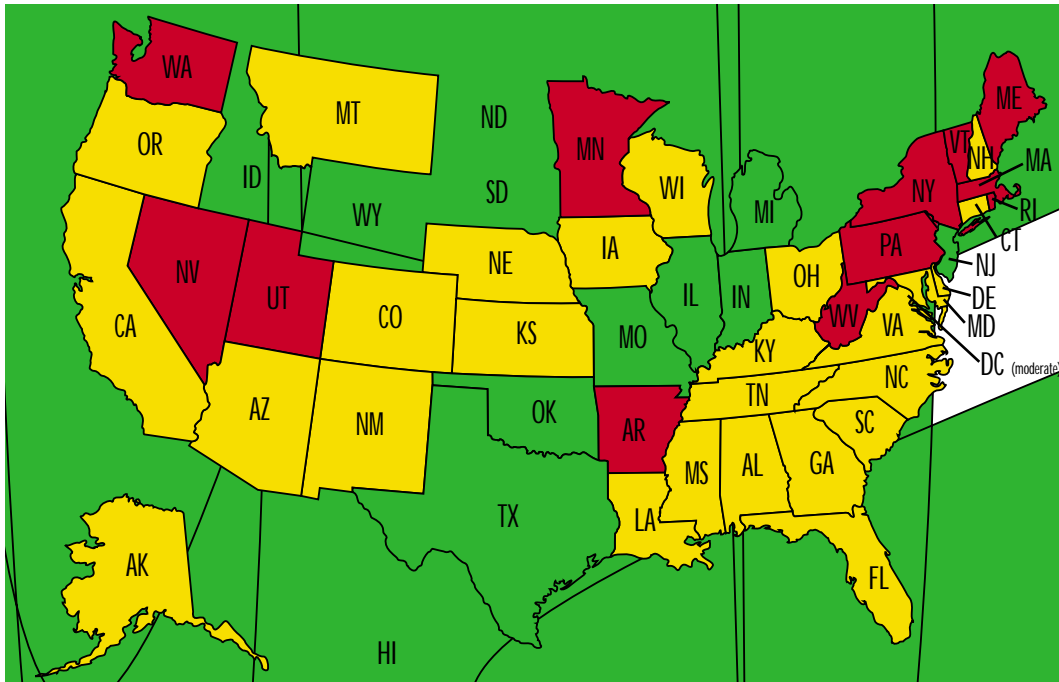 WA
MT
ND
ME
OR
MN
VT
NH
MA
ID
SD
WI
NY
RI
WY
MI
CT
PA
NV
NE
IA
OH
NJ
UT
IL
IN
DE
CA
CO
KS
MO
WV
VA
MD
KY
DC (moderate)
AZ
NM
OK
AR
TN
NC
SC
MS
AL
GA
TX
LA
AK
FL
HI